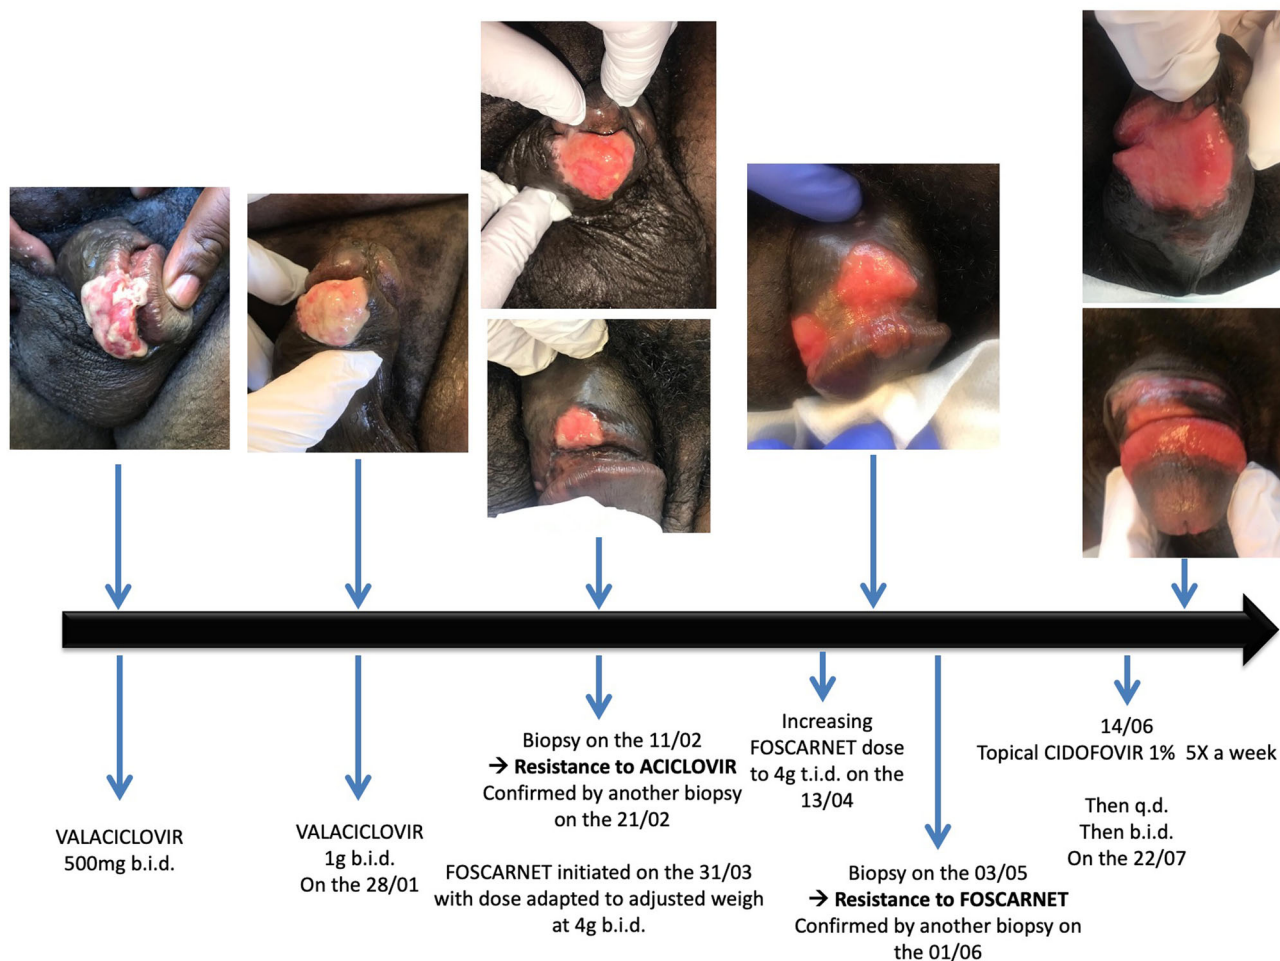 VALACICLOVIR
500mg b.i.d.
VALACICLOVIR
1g b.i.d.
On the 28/01
Biopsy on the 11/02
→ Resistance to ACICLOVIR
Confirmed by another biopsy
on the 21/02
FOSCARNET initiated on the 31/03
with dose adapted to adjusted weigh
at 4g b.i.d.
Increasing
FOSCARNET dose
to 4g t.i.d. on the
13/04
Biopsy on the 03/05
→ Resistance to FOSCARNET
Confirmed by another biopsy on
the 01/06
14/06
Topical CIDOFOVIR 1%  5X a week
Then q.d.
Then b.i.d.
On the 22/07